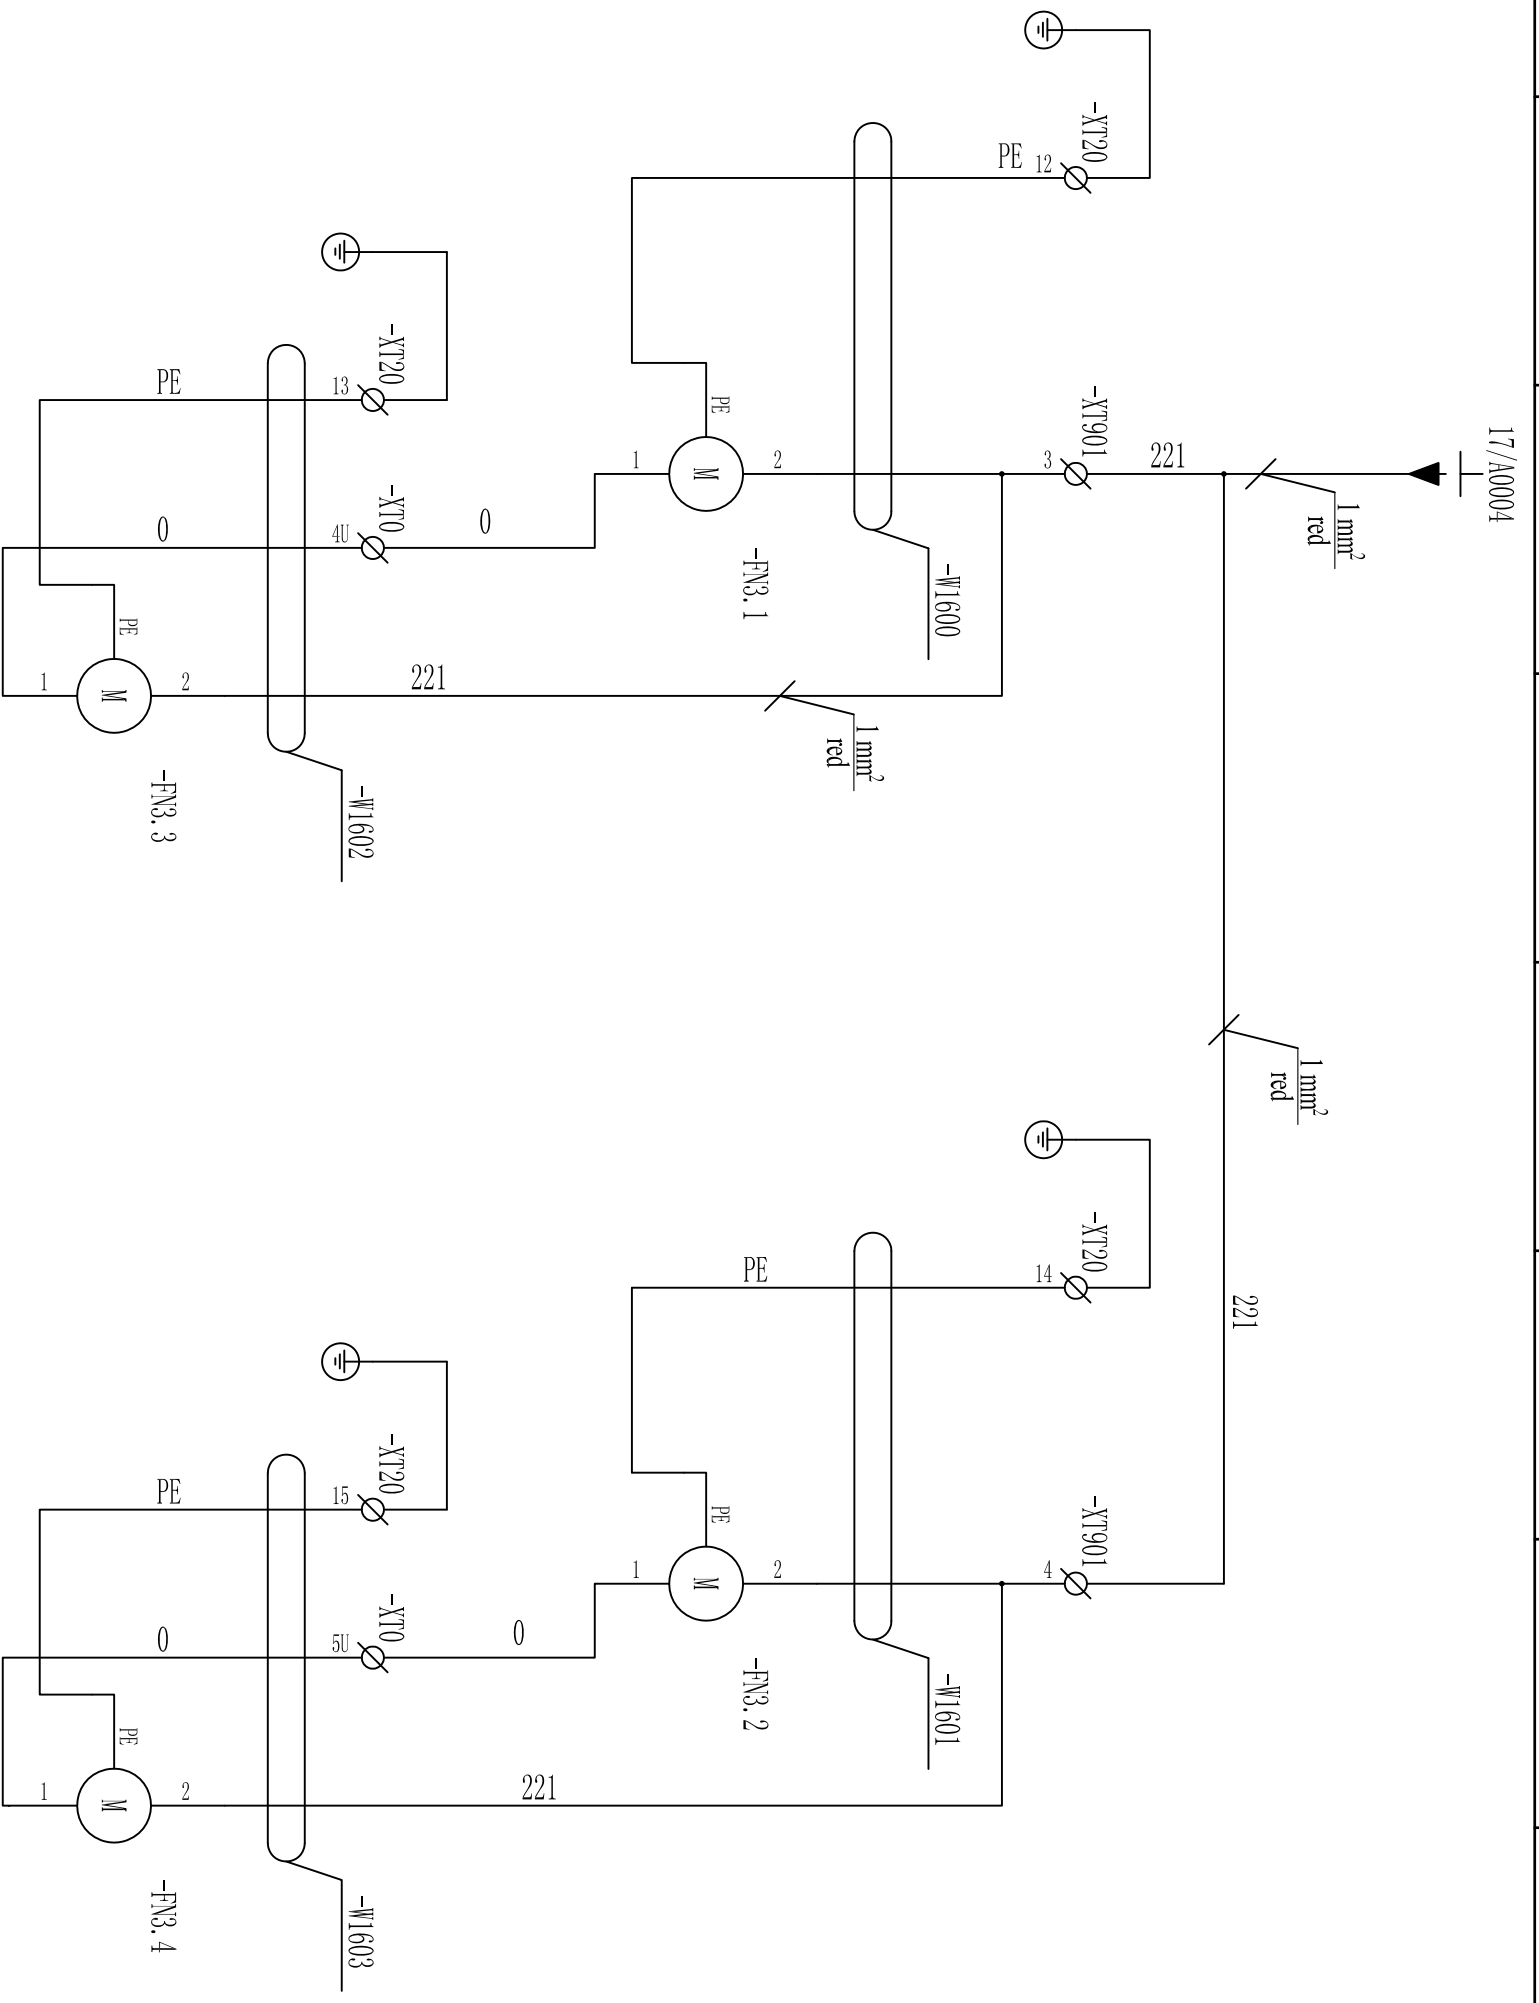 17/A0004
1 mm²
red
221
1 mm²
red
221
-XT20
12
PE
-XT901
3
-XT20
14
PE
-XT901
4
-W1600
-W1601
1 mm²
red
PE
M
2
1
-FN3.1
PE
M
2
1
-FN3.2
0
221
0
221
-XT20
13
PE
-XT0
4U
0
-XT20
15
PE
-XT0
5U
0
-W1602
-W1603
PE
M
2
1
-FN3.3
PE
M
2
1
-FN3.4